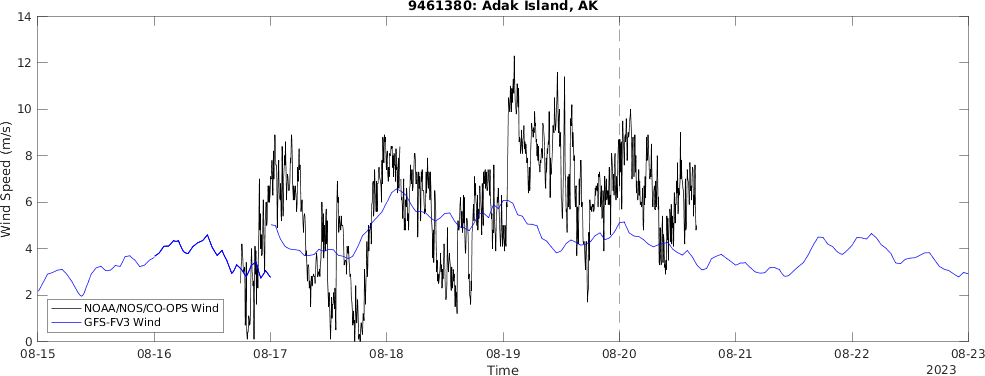 9461380: Adak Island, AK
14
12
10
8
6
4
2
0
Wind Speed (m/s)
NOAA/NOS/CO-OPS Wind
GFS-FV3 Wind
08-15 08-16 08-17 08-18 08-19 08-20 08-21 08-22 08-23
Time
2023